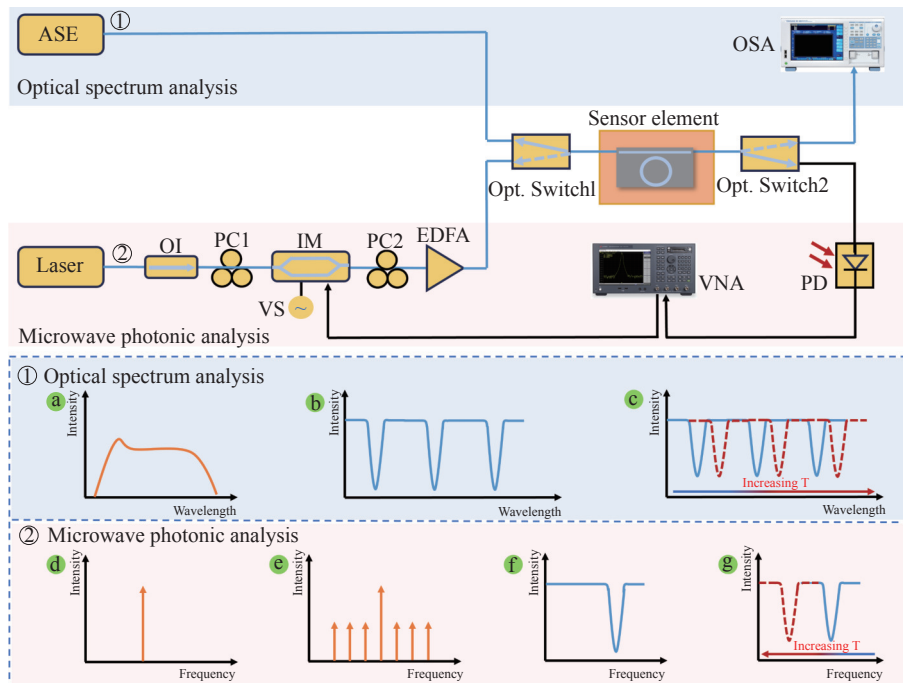 ①
ASE
OSA
Optical spectrum analysis
Sensor element
Opt. Switchl
Opt. Switch2
Laser
②
OI
PC1
IM
PC2
EDFA
VS
~
VNA
PD
Microwave photonic analysis
① Optical spectrum analysis
a
Intensity
Wavelength
b
Intensity
Wavelength
c
Intensity
Increasing T
Wavelength
② Microwave photonic analysis
d
Intensity
Frequency
e
Intensity
Frequency
f
Intensity
Frequency
g
Intensity
Increasing T
Frequency